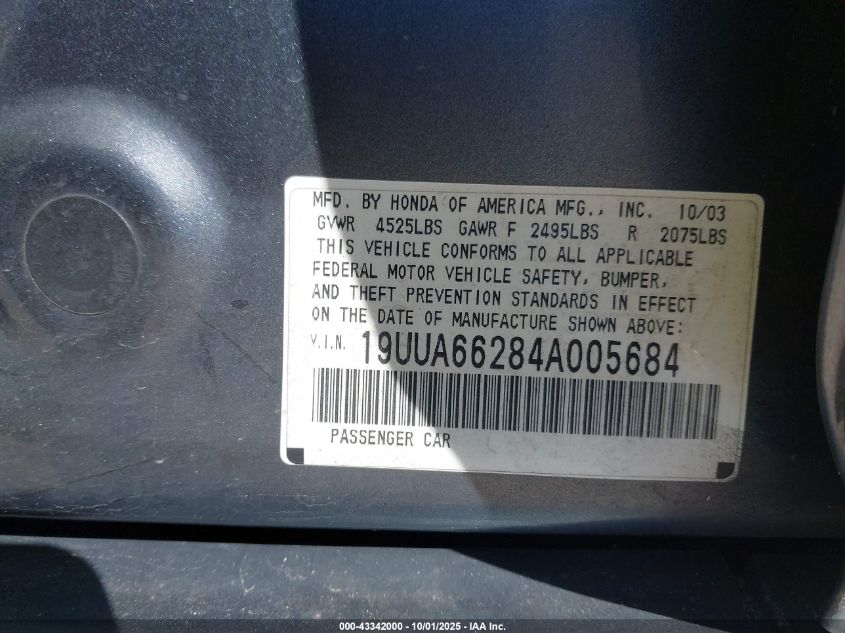 MFD. BY HONDA OF AMERICA MFG., INC. 10/03
GVWR 4525LBS GAWR F 2495LBS R 2075LBS
THIS VEHICLE CONFORMS TO ALL APPLICABLE
FEDERAL MOTOR VEHICLE SAFETY, BUMPER,
AND THEFT PREVENTION STANDARDS IN EFFECT
ON THE DATE OF MANUFACTURE SHOWN ABOVE:
V.I.N. 19UUA66284A005684
PASSENGER CAR
000-43342000 - 10/01/2025 - IAA Inc.